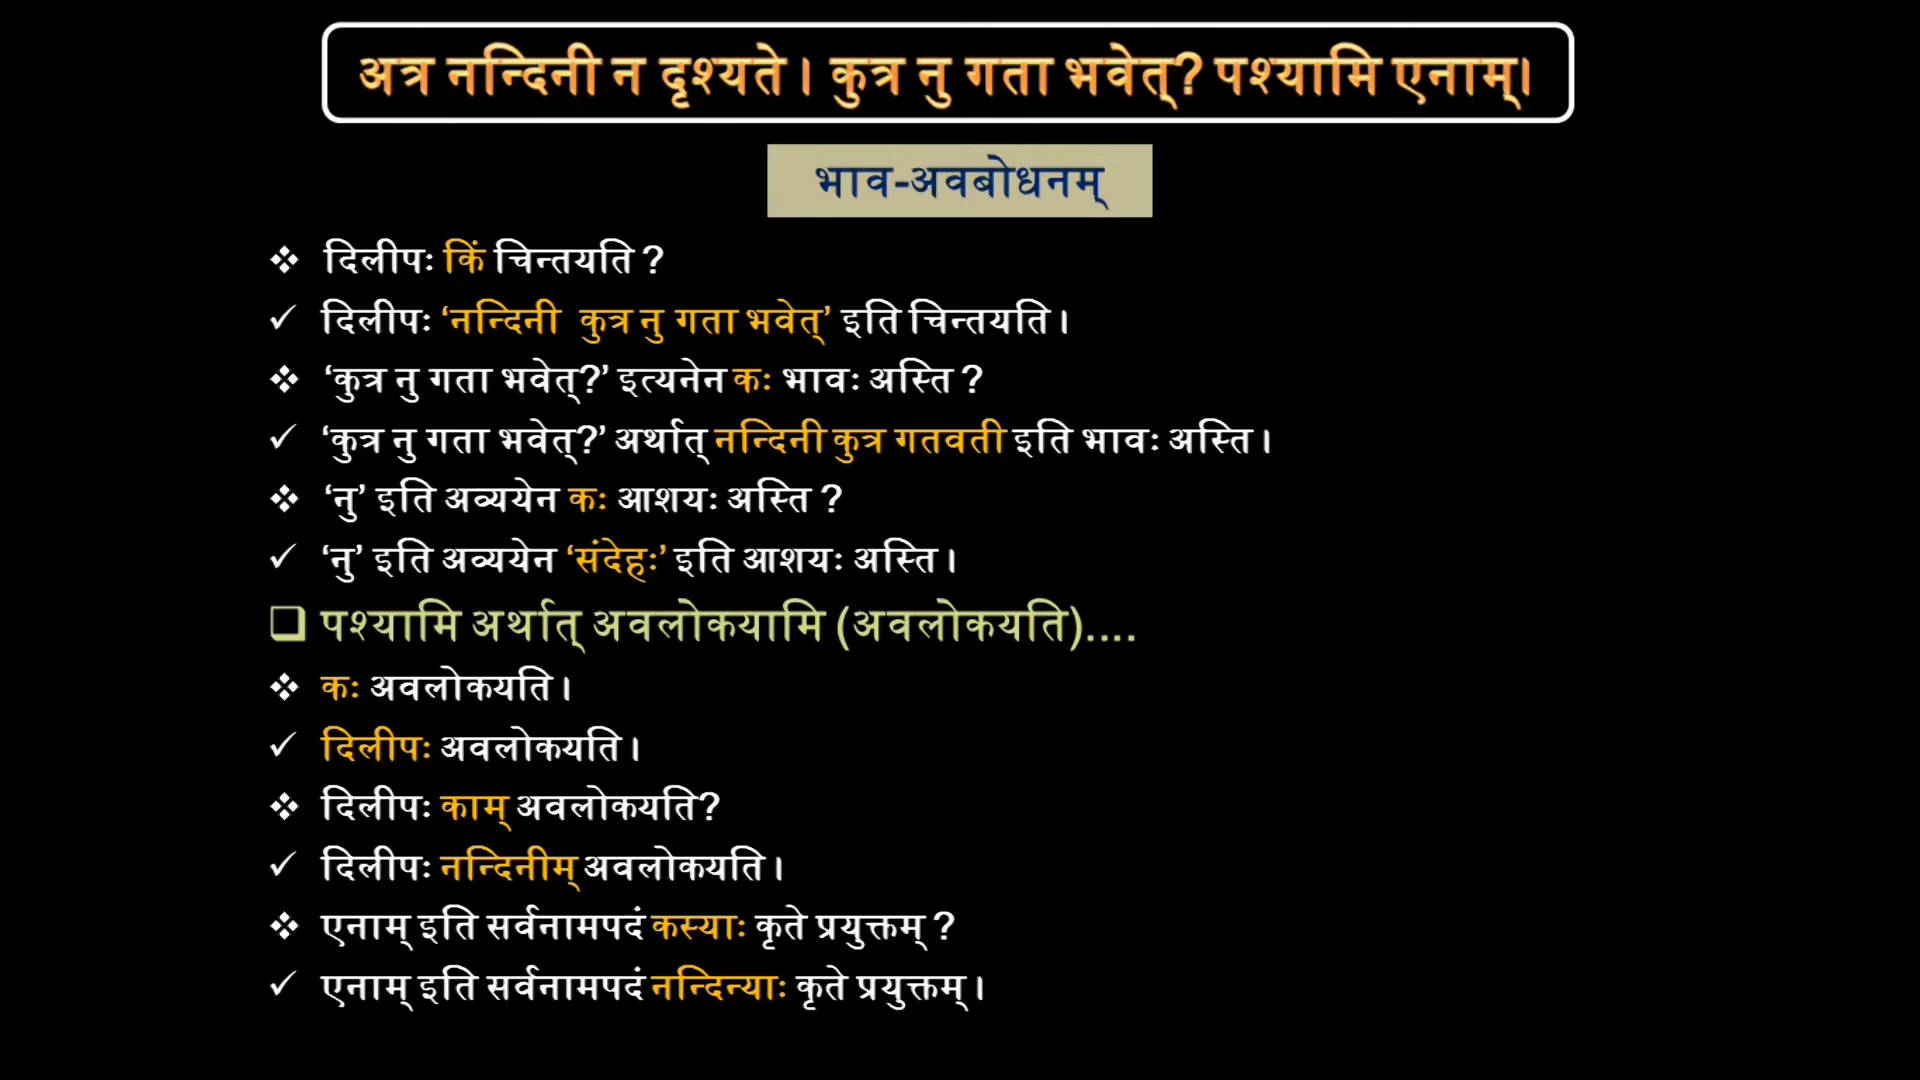 अत्र नन्दिनी न दृश्यते। कुत्र नु गता भवेत्? पश्यामि एनाम्।
भाव-अवबोधनम्
❖ दिलीपः किं चिन्तयति ?
✓ दिलीपः ‘नन्दिनी कुत्र नु गता भवेत्’ इति चिन्तयति।
❖ ‘कुत्र नु गता भवेत्?’ इत्यनेन कः भावः अस्ति ?
✓ ‘कुत्र नु गता भवेत्?’ अर्थात् नन्दिनी कुत्र गतवती इति भावः अस्ति।
❖ ‘नु’ इति अव्ययेन कः आशयः अस्ति ?
✓ ‘नु’ इति अव्ययेन ‘संदेहः’ इति आशयः अस्ति।
❑ पश्यामि अर्थात् अवलोकयामि (अवलोकयति)....
❖ कः अवलोकयति।
✓ दिलीपः अवलोकयति।
❖ दिलीपः काम् अवलोकयति?
✓ दिलीपः नन्दिनीम् अवलोकयति।
❖ एनाम् इति सर्वनामपदं कस्याः कृते प्रयुक्तम् ?
✓ एनाम् इति सर्वनामपदं नन्दिन्याः कृते प्रयुक्तम्।